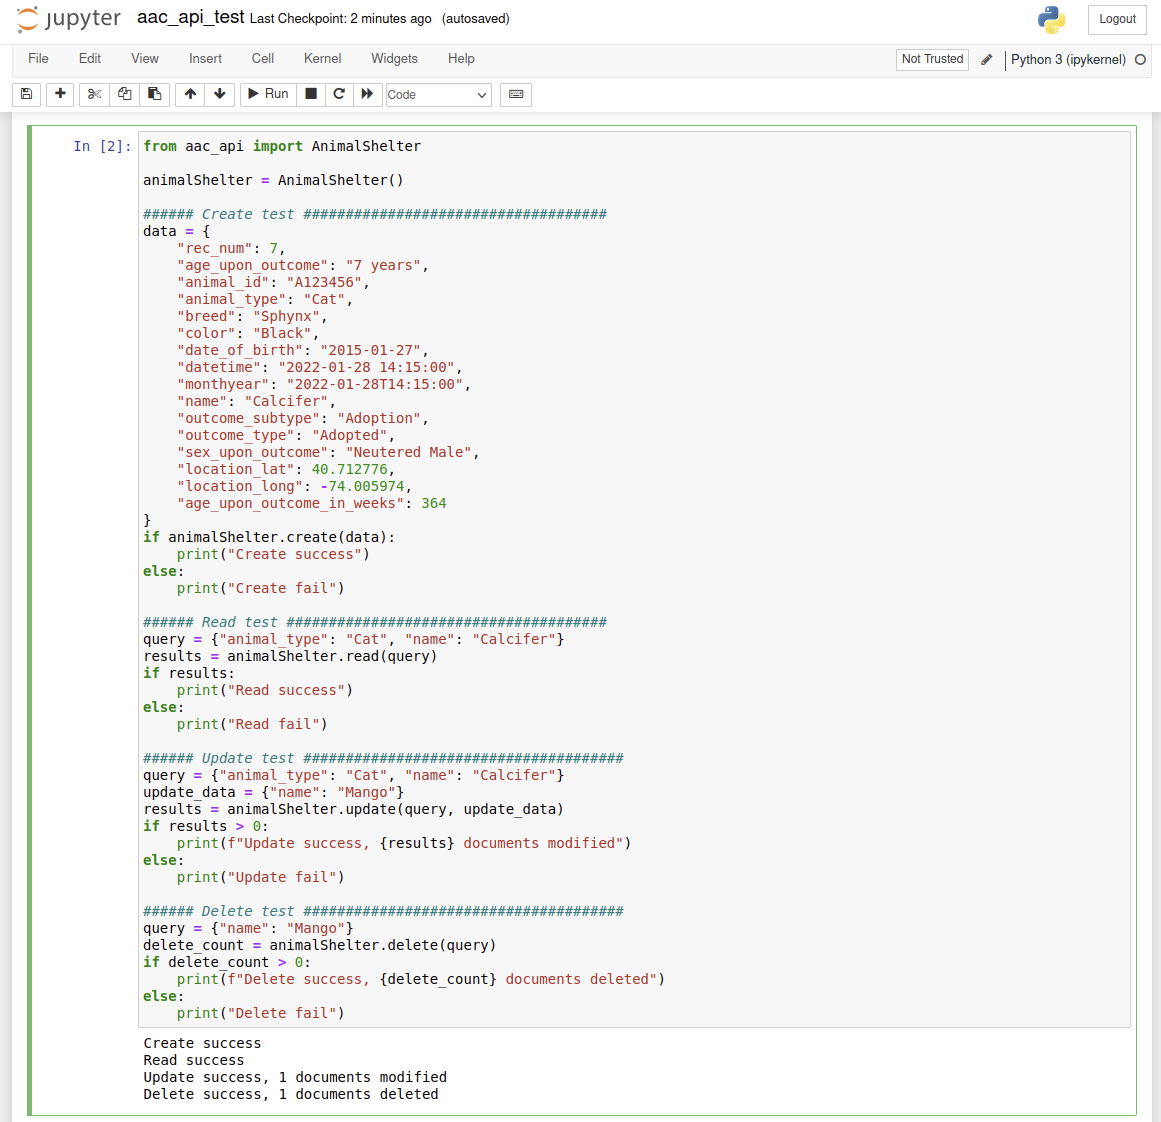 jupyter aac_api_test Last Checkpoint: 2 minutes ago (autosaved) Logout
File Edit View Insert Cell Kernel Widgets Help Not Trusted Python 3 (ipykernel)
Run Code
In [2]: from aac_api import AnimalShelter

animalShelter = AnimalShelter()

###### Create test ####################################
data = {
    "rec_num": 7,
    "age_upon_outcome": "7 years",
    "animal_id": "A123456",
    "animal_type": "Cat",
    "breed": "Sphynx",
    "color": "Black",
    "date_of_birth": "2015-01-27",
    "datetime": "2022-01-28 14:15:00",
    "monthyear": "2022-01-28T14:15:00",
    "name": "Calcifer",
    "outcome_subtype": "Adoption",
    "outcome_type": "Adopted",
    "sex_upon_outcome": "Neutered Male",
    "location_lat": 40.712776,
    "location_long": -74.005974,
    "age_upon_outcome_in_weeks": 364
}
if animalShelter.create(data):
    print("Create success")
else:
    print("Create fail")

###### Read test ######################################
query = {"animal_type": "Cat", "name": "Calcifer"}
results = animalShelter.read(query)
if results:
    print("Read success")
else:
    print("Read fail")

###### Update test ######################################
query = {"animal_type": "Cat", "name": "Calcifer"}
update_data = {"name": "Mango"}
results = animalShelter.update(query, update_data)
if results > 0:
    print(f"Update success, {results} documents modified")
else:
    print("Update fail")

###### Delete test ######################################
query = {"name": "Mango"}
delete_count = animalShelter.delete(query)
if delete_count > 0:
    print(f"Delete success, {delete_count} documents deleted")
else:
    print("Delete fail")
Create success
Read success
Update success, 1 documents modified
Delete success, 1 documents deleted